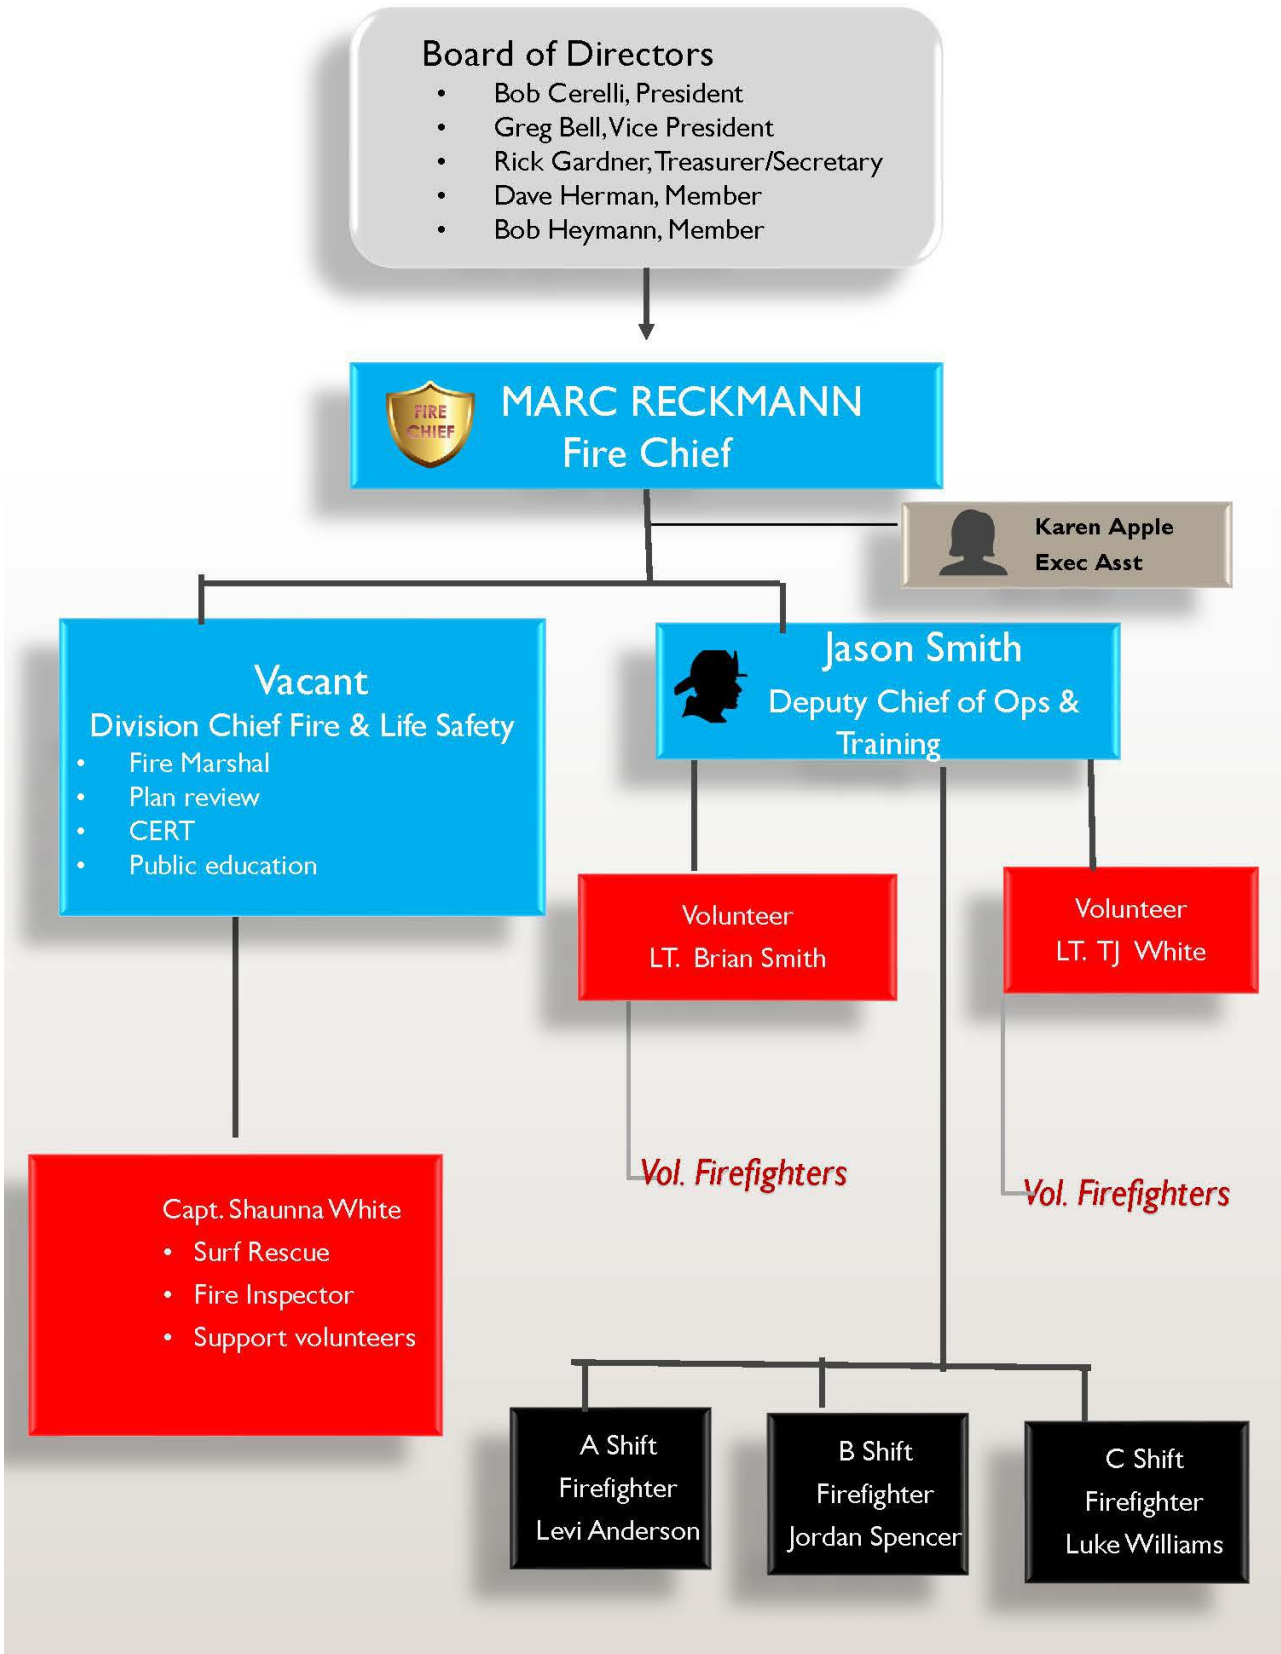 Board of Directors
• Bob Cerelli, President
• Greg Bell, Vice President
• Rick Gardner, Treasurer/Secretary
• Dave Herman, Member
• Bob Heymann, Member
FIRE
CHIEF
MARC RECKMANN
Fire Chief
Karen Apple
Exec Asst
Vacant
Division Chief Fire & Life Safety
• Fire Marshal
• Plan review
• CERT
• Public education
Jason Smith
Deputy Chief of Ops &
Training
Volunteer
LT. Brian Smith
Volunteer
LT. TJ White
Vol. Firefighters
Vol. Firefighters
Capt. Shaunna White
• Surf Rescue
• Fire Inspector
• Support volunteers
A Shift
Firefighter
Levi Anderson
B Shift
Firefighter
Jordan Spencer
C Shift
Firefighter
Luke Williams